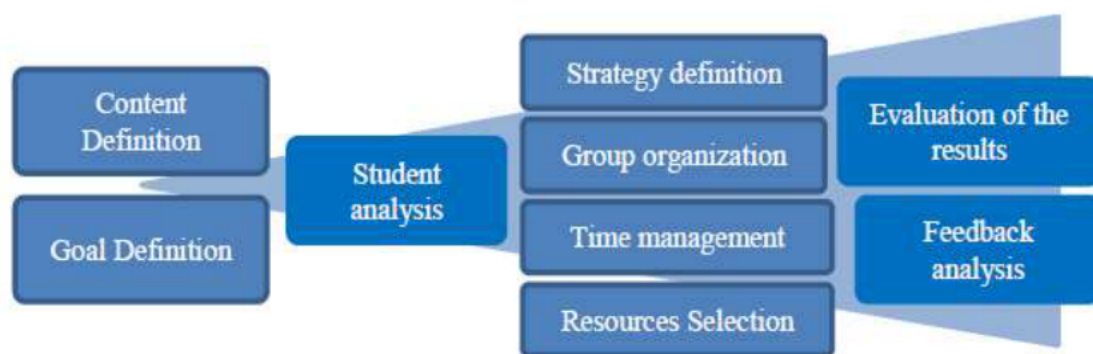 Content
Definition
Goal Definition
Student
analysis
Strategy definition
Group organization
Time management
Resources Selection
Evaluation of the
results
Feedback
analysis